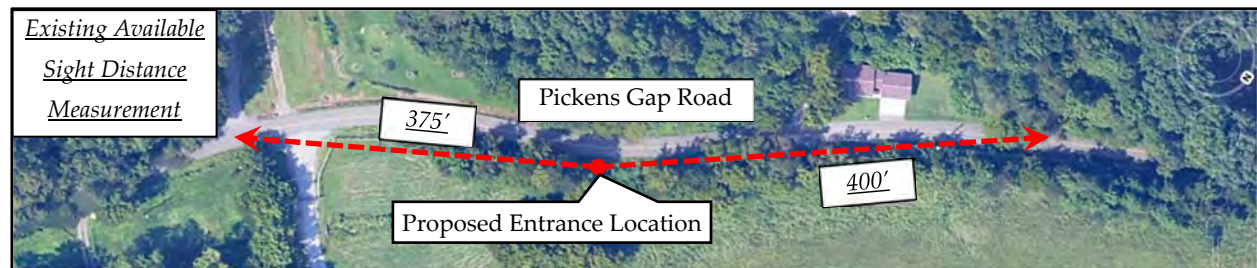 Existing Available
Sight Distance
Measurement
Pickens Gap Road
375'
400'
Proposed Entrance Location
N